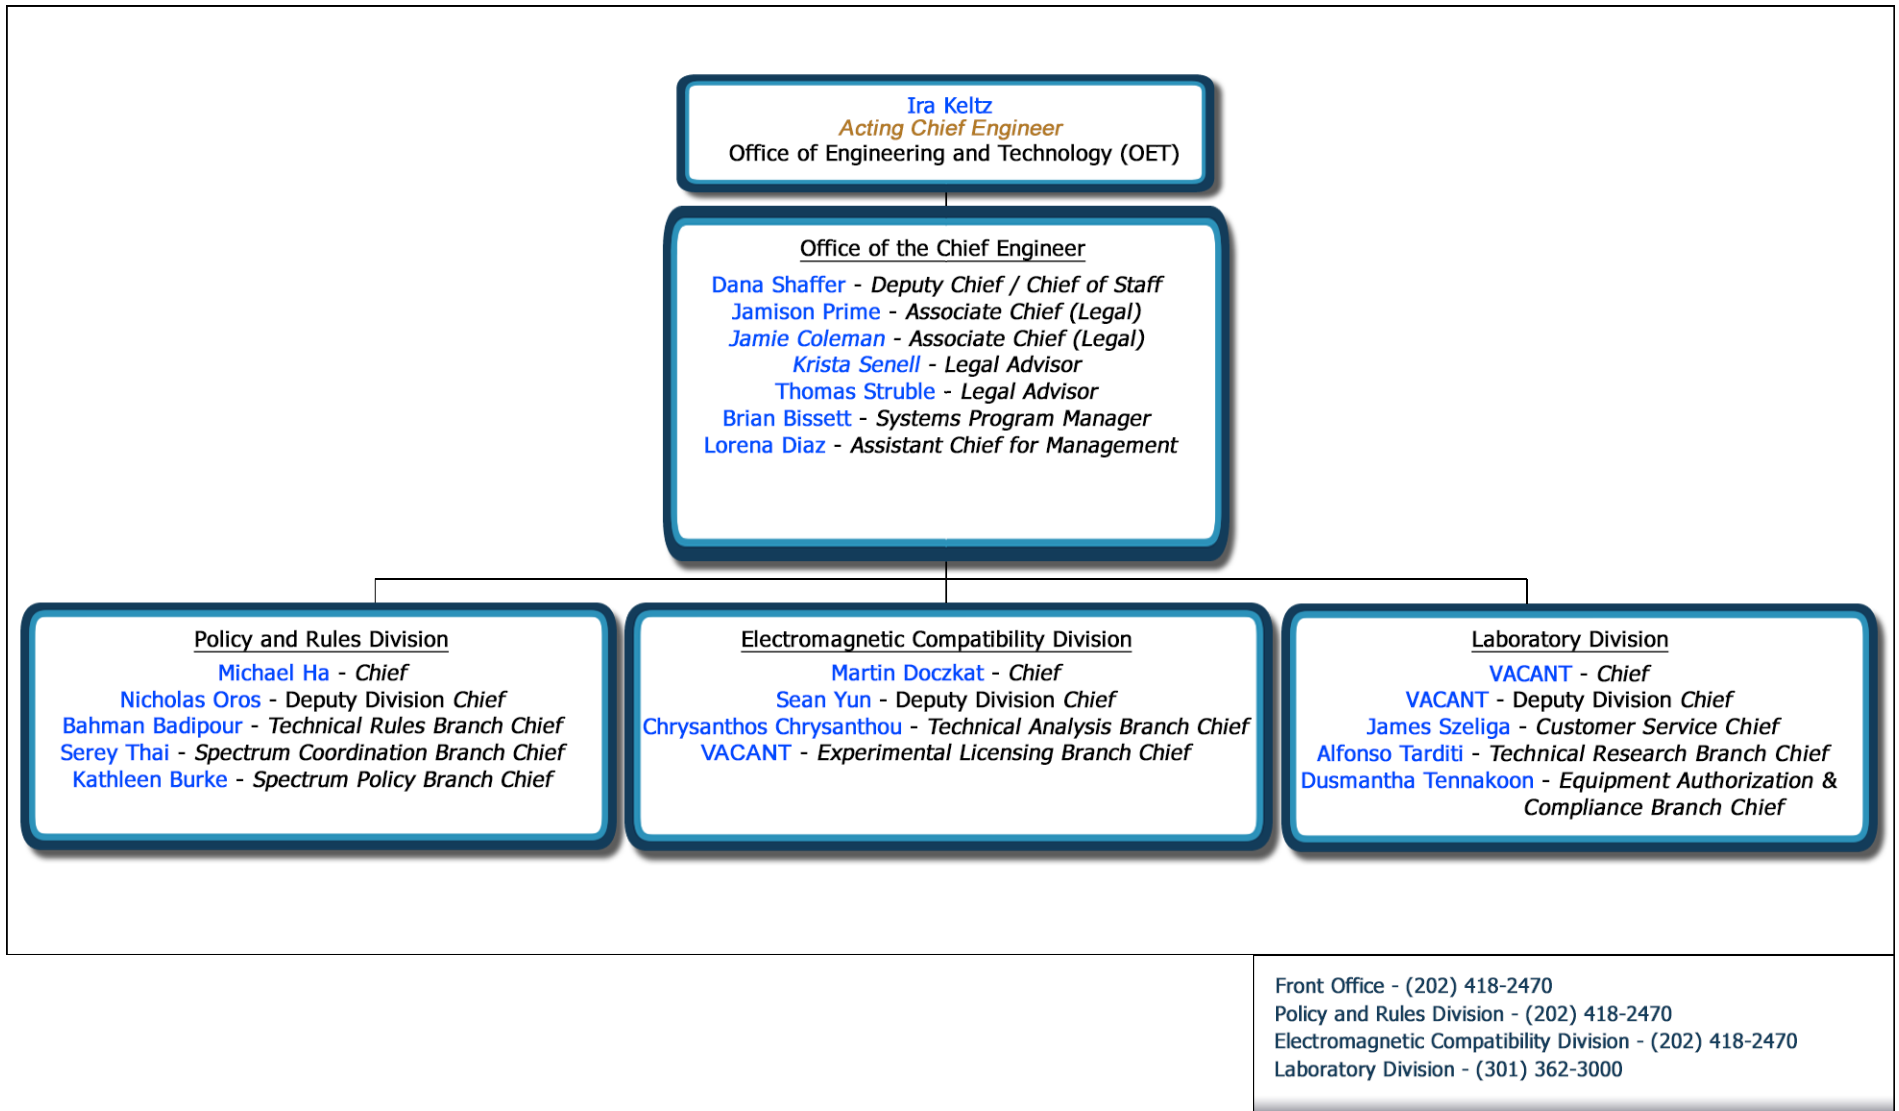 Ira Keltz
Acting Chief Engineer
Office of Engineering and Technology (OET)
Office of the Chief Engineer
Dana Shaffer - Deputy Chief / Chief of Staff
Jamison Prime - Associate Chief (Legal)
Jamie Coleman - Associate Chief (Legal)
Krista Senell - Legal Advisor
Thomas Struble - Legal Advisor
Brian Bissett - Systems Program Manager
Lorena Diaz - Assistant Chief for Management
Policy and Rules Division
Michael Ha - Chief
Nicholas Oros - Deputy Division Chief
Bahman Badipour - Technical Rules Branch Chief
Serey Thai - Spectrum Coordination Branch Chief
Kathleen Burke - Spectrum Policy Branch Chief
Electromagnetic Compatibility Division
Martin Doczkat - Chief
Sean Yun - Deputy Division Chief
Chrysanthos Chrysanthou - Technical Analysis Branch Chief
VACANT - Experimental Licensing Branch Chief
Laboratory Division
VACANT - Chief
VACANT - Deputy Division Chief
James Szeliga - Customer Service Chief
Alfonso Tarditi - Technical Research Branch Chief
Dusmantha Tennakoon - Equipment Authorization &
Compliance Branch Chief
Front Office - (202) 418-2470
Policy and Rules Division - (202) 418-2470
Electromagnetic Compatibility Division - (202) 418-2470
Laboratory Division - (301) 362-3000